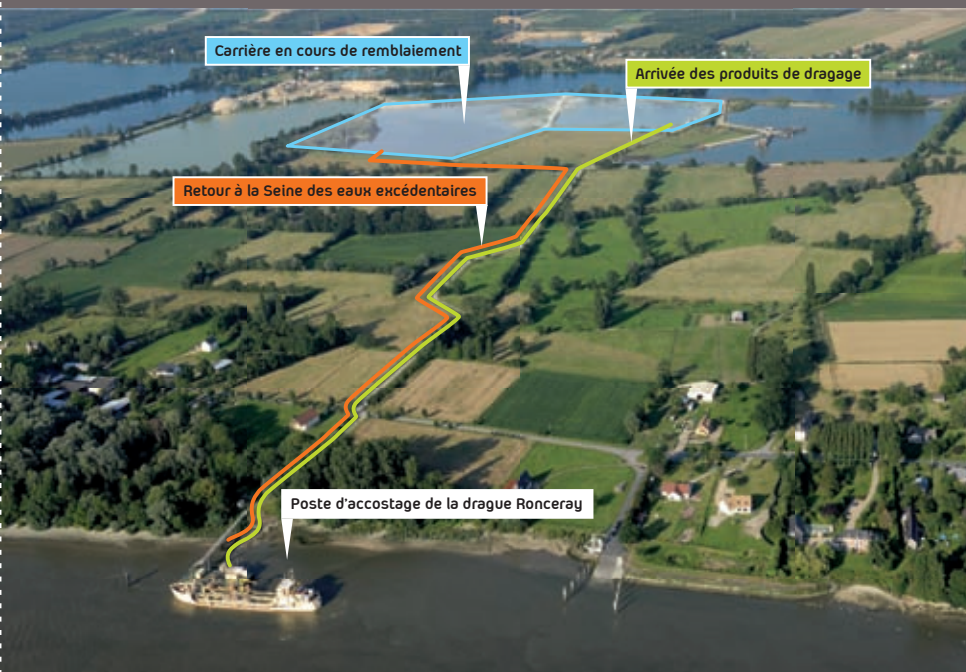 Carrière en cours de remblaiement
Arrivée des produits de dragage
Retour à la Seine des eaux excédentaires
Poste d'accostage de la drague Ronceray